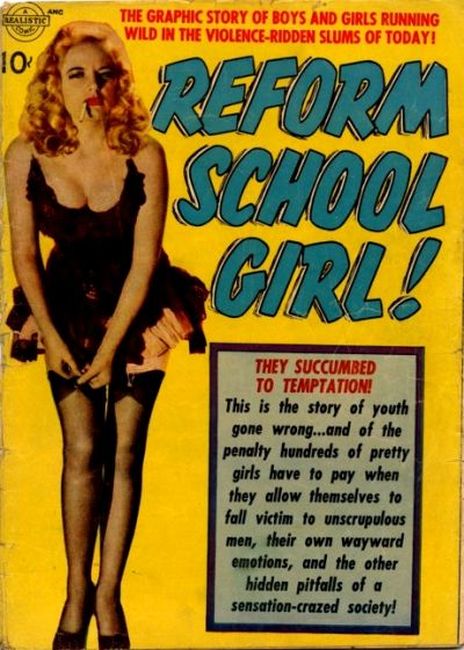 A
REALISTIC
COMIC
ANC
10¢
THE GRAPHIC STORY OF BOYS AND GIRLS RUNNING
WILD IN THE VIOLENCE-RIDDEN SLUMS OF TODAY!
REFORM
SCHOOL
GIRL!
THEY SUCCUMBED
TO TEMPTATION!
This is the story of youth
gone wrong...and of the
penalty hundreds of pretty
girls have to pay when
they allow themselves to
fall victim to unscrupulous
men, their own wayward
emotions, and the other
hidden pitfalls of a
sensation-crazed society!